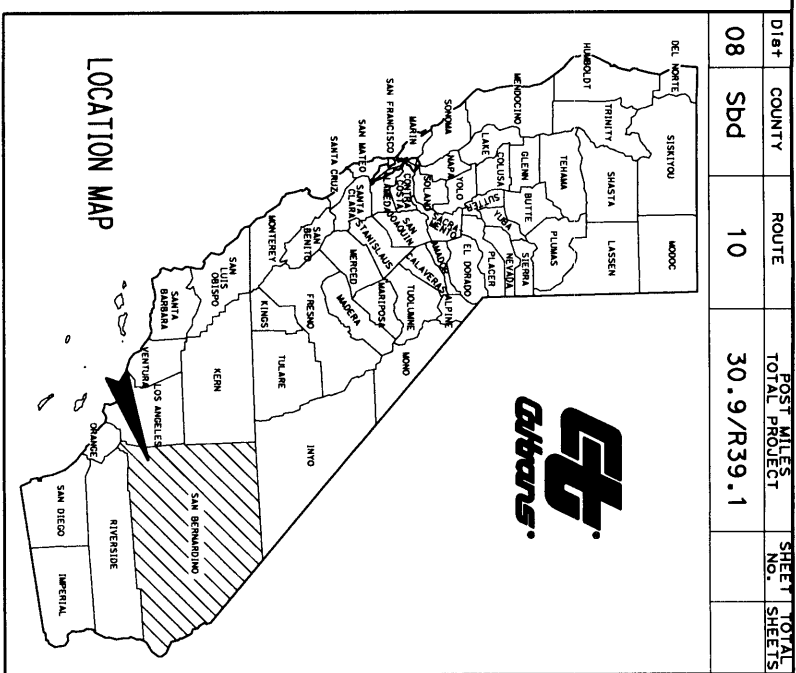 Dist COUNTY ROUTE POST MILES TOTAL PROJECT SHEET No. TOTAL SHEETS
08 Sbd 10 30.9/R39.1
Caltrans
DEL NORTE
SISKIYOU
MODOC
HUMBOLDT
TRINITY
SHASTA
LASSEN
TEHAMA
PLUMAS
MENDOCINO
GLENN
BUTTE
SIERRA
LAKE
COLUSA
SUTTER
YUBA
NEVADA
PLACER
SONOMA
NAPA
YOLO
EL DORADO
MARIN
SOLANO
SACRA-
MENTO
AMADOR
ALPINE
SAN FRANCISCO
CONTRA
COSTA
SAN
JOAQUIN
CALAVERAS
TUOLUMNE
MONO
SAN MATEO
ALAMEDA
SANTA
CLARA
STANISLAUS
MARIPOSA
SANTA CRUZ
MERCED
MADERA
SAN
BENITO
FRESNO
MONTEREY
KINGS
TULARE
INYO
SAN
LUIS
OBISPO
KERN
SANTA
BARBARA
VENTURA
LOS ANGELES
SAN BERNARDINO
ORANGE
RIVERSIDE
SAN DIEGO
IMPERIAL
LOCATION MAP